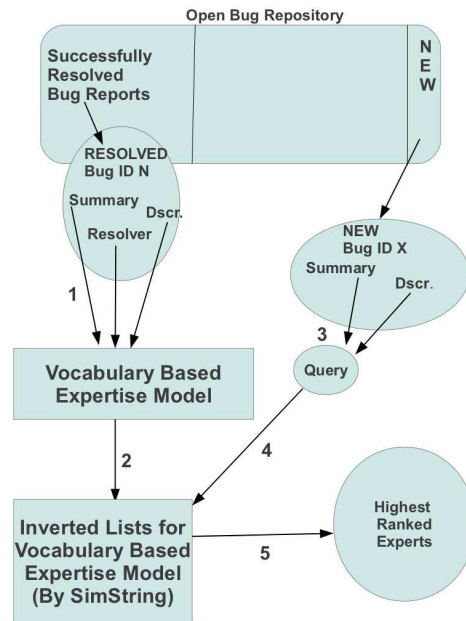 Open Bug Repository
Successfully
Resolved
Bug Reports
N
E
W
RESOLVED
Bug ID N
Summary
Dscr.
Resolver
NEW
Bug ID X
Summary
Dscr.
1
3
Vocabulary Based
Expertise Model
Query
2
4
Inverted Lists for
Vocabulary Based
Expertise Model
(By SimString)
5
Highest
Ranked
Experts